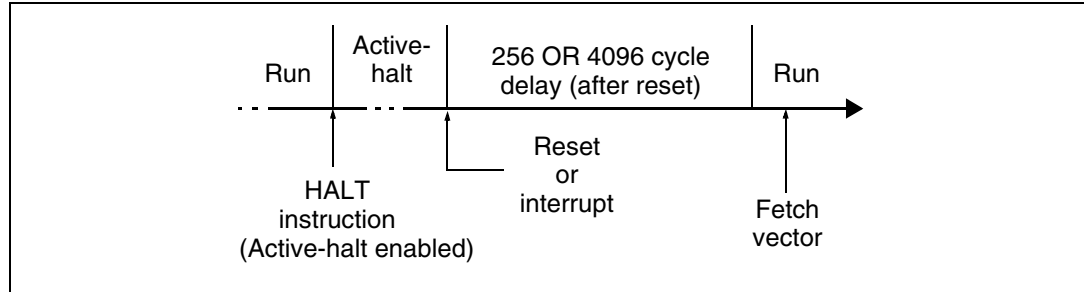 Run
Active-
halt
256 OR 4096 cycle
delay (after reset)
Run
HALT
instruction
(Active-halt enabled)
Reset
or
interrupt
Fetch
vector